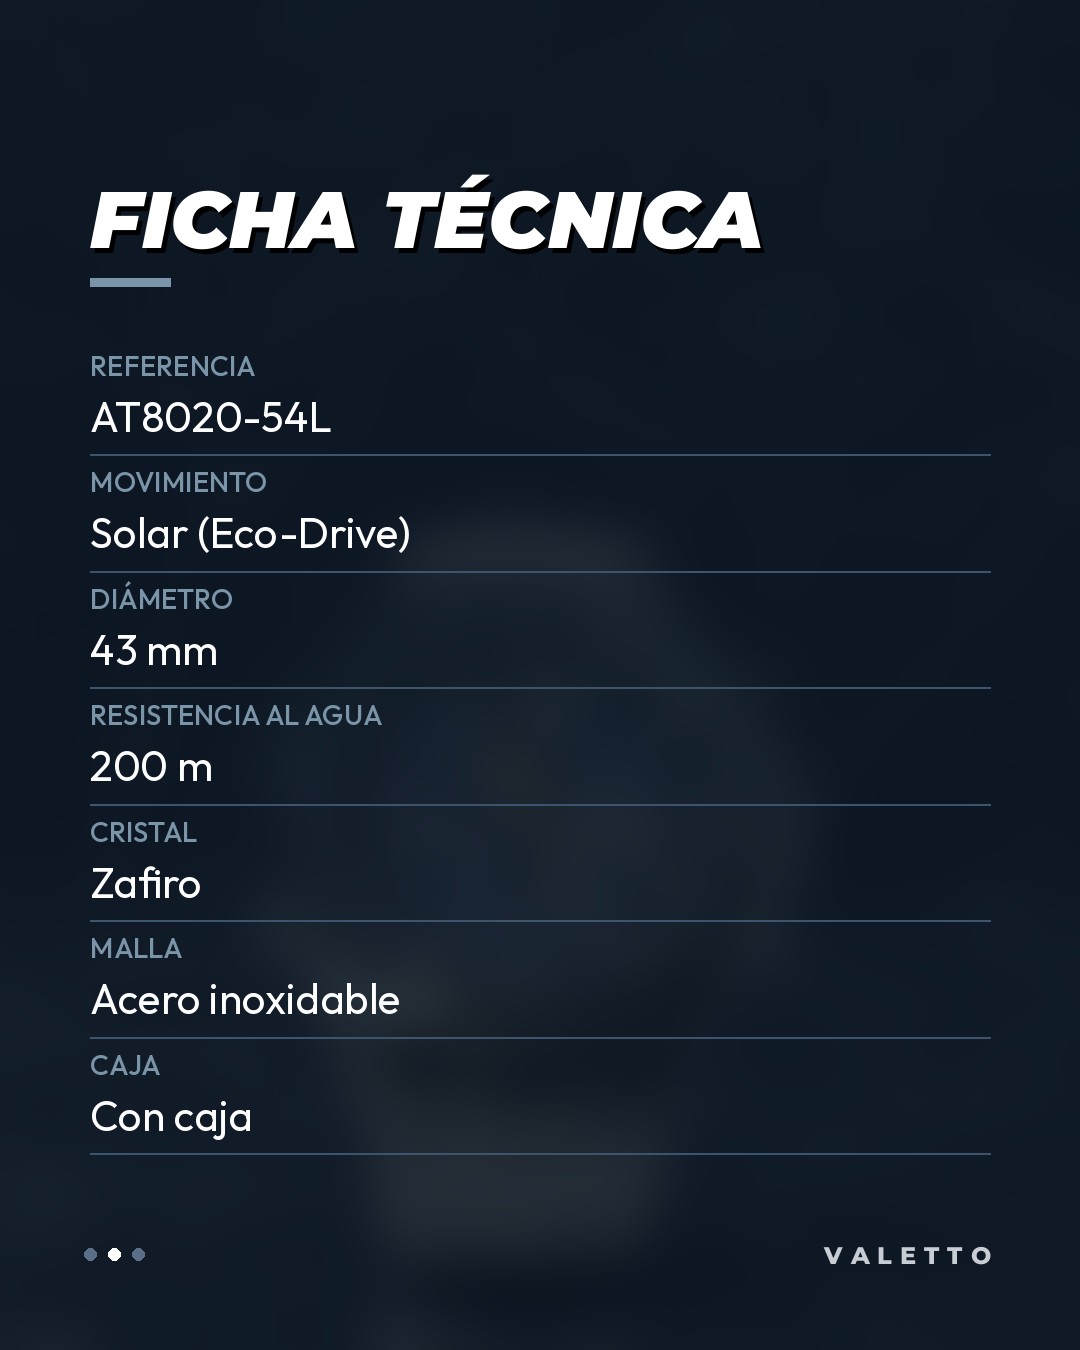 FICHA TÉCNICA
REFERENCIA
AT8020-54L
MOVIMIENTO
Solar (Eco-Drive)
DIÁMETRO
43 mm
RESISTENCIA AL AGUA
200 m
CRISTAL
Zafiro
MALLA
Acero inoxidable
CAJA
Con caja
VALETTO